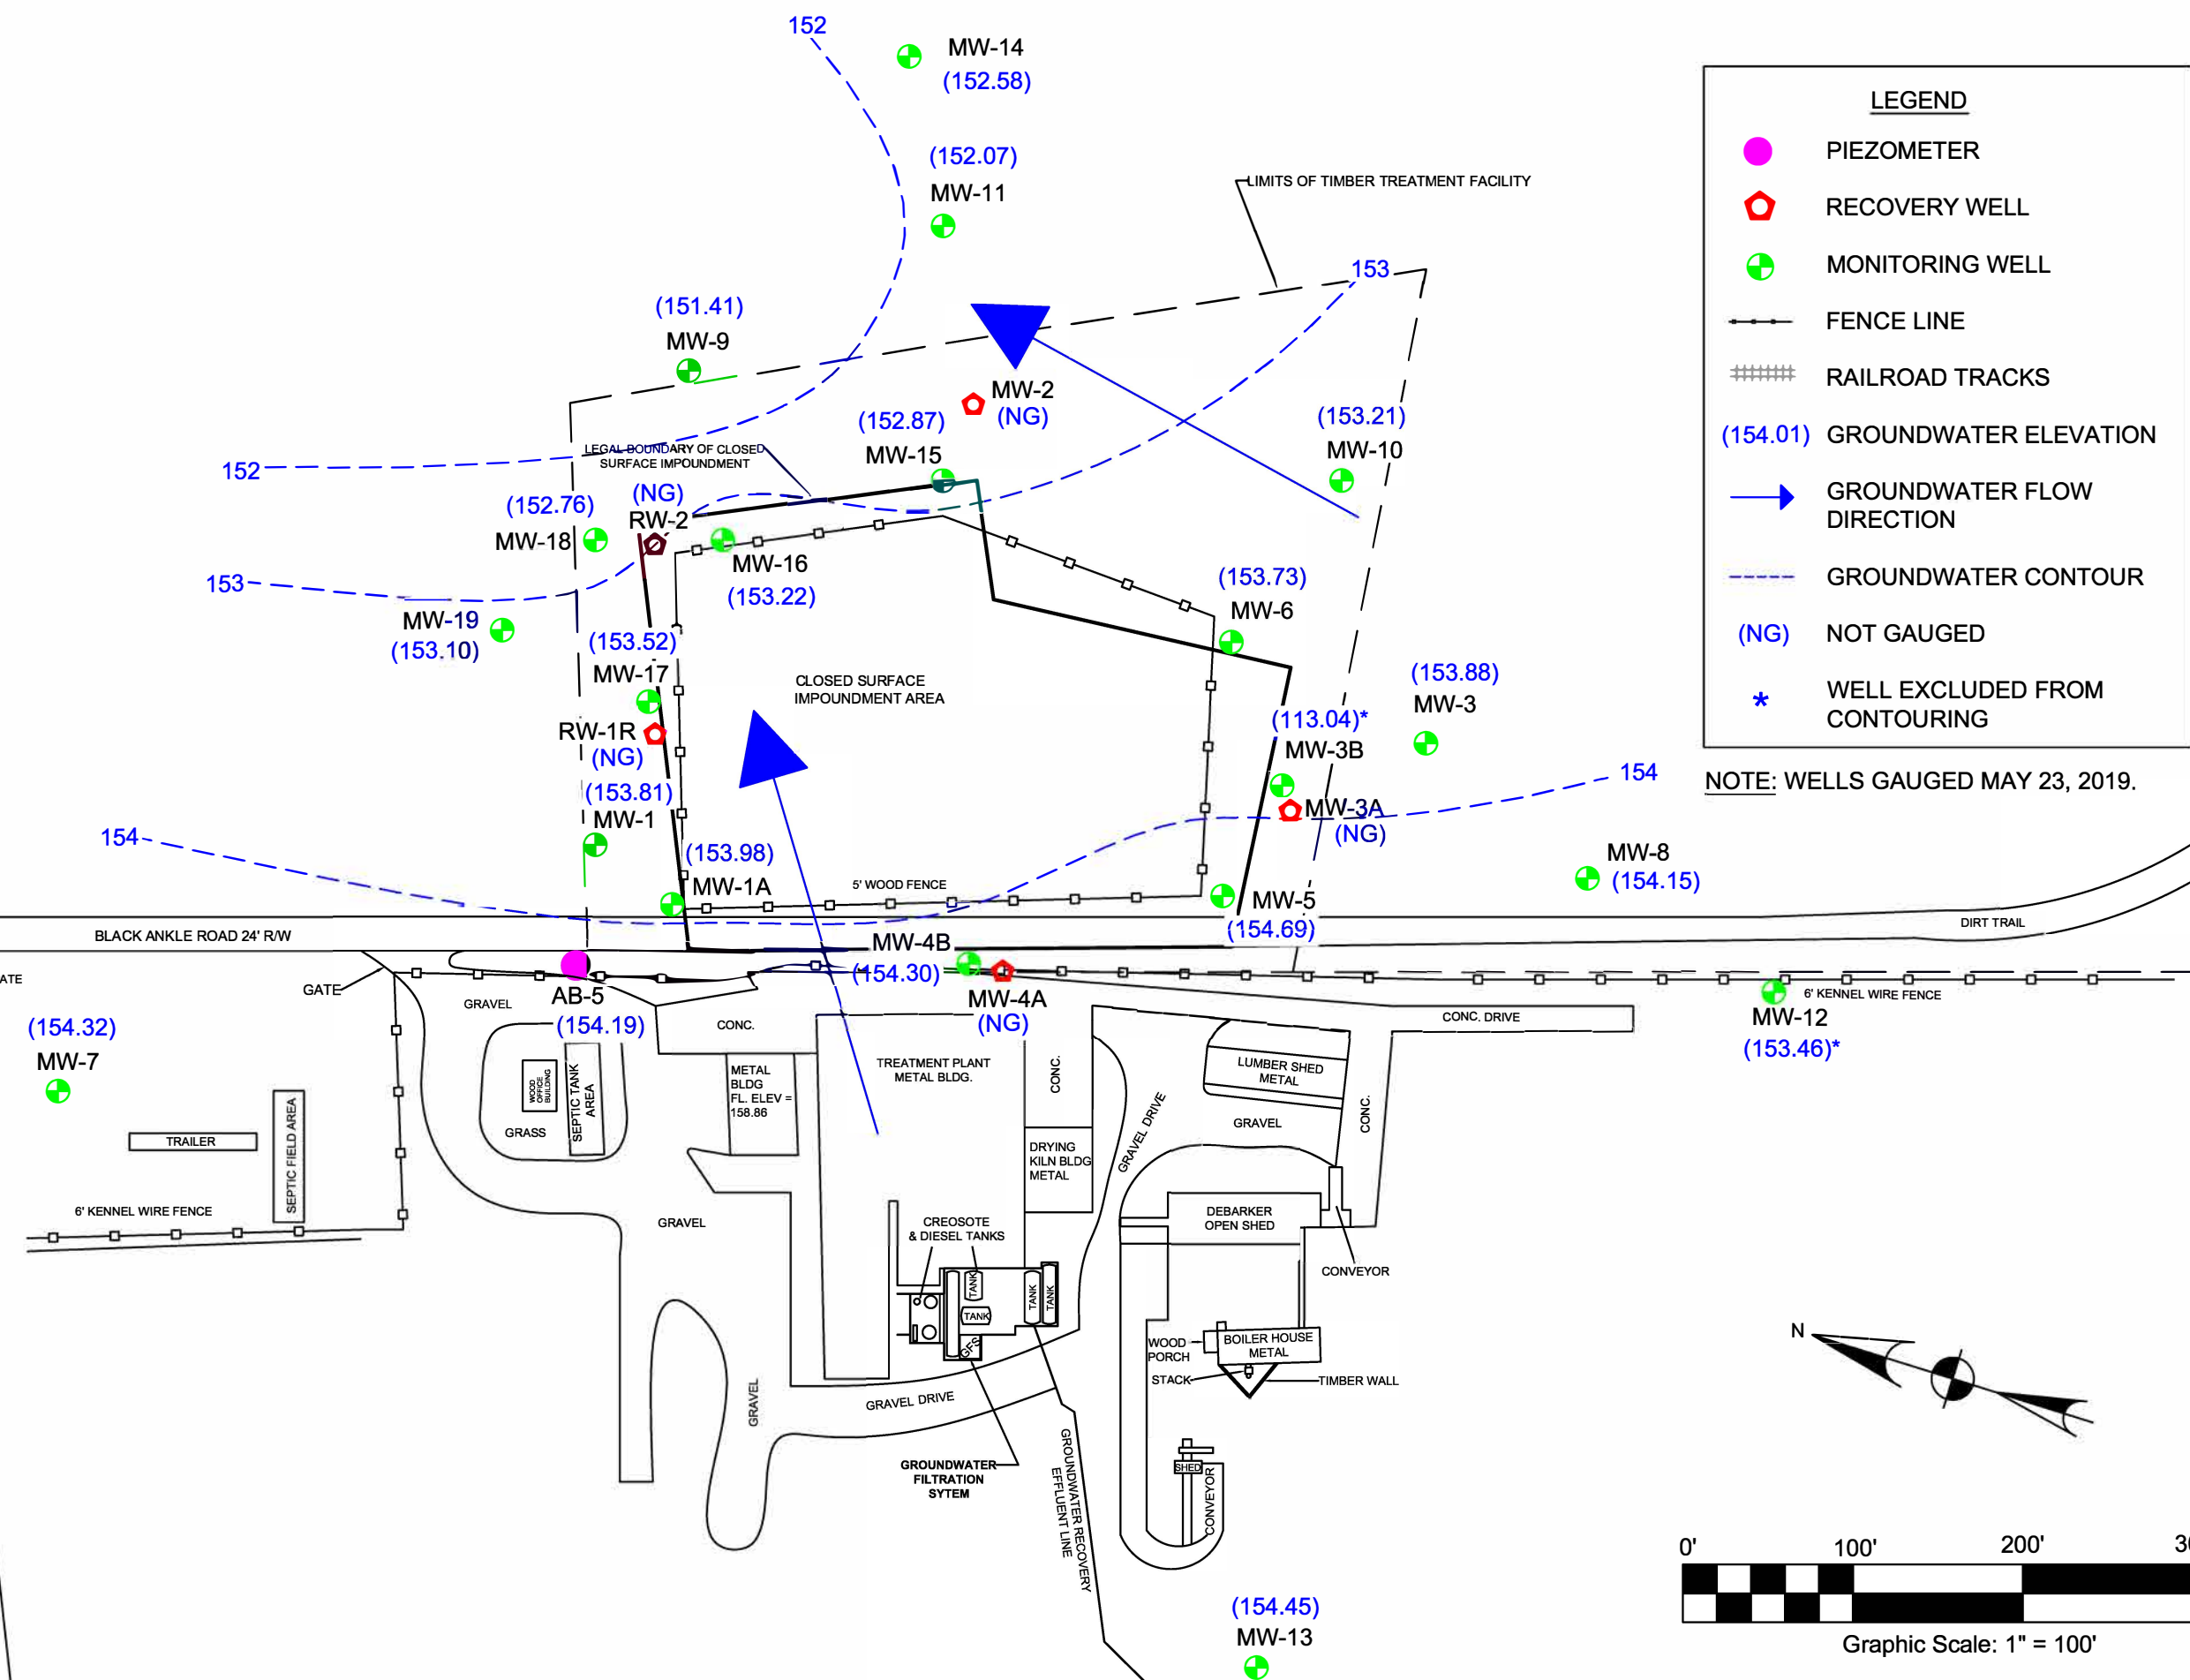 152
MW-14
(152.58)
(152.07)
MW-11
LIMITS OF TIMBER TREATMENT FACILITY
153
(151.41)
MW-9
MW-2
(NG)
(152.87)
MW-15
(153.21)
MW-10
LEGAL BOUNDARY OF CLOSED
SURFACE IMPOUNDMENT
152
(152.76)
MW-18
(NG)
RW-2
MW-16
(153.22)
153
MW-19
(153.10)
(153.73)
MW-6
(153.52)
MW-17
RW-1R
(NG)
CLOSED SURFACE
IMPOUNDMENT AREA
(153.88)
MW-3
(113.04)*
MW-3B
MW-3A
(NG)
154
(153.81)
MW-1
154
(153.98)
MW-1A
5' WOOD FENCE
MW-8
(154.15)
MW-5
(154.69)
BLACK ANKLE ROAD 24' R/W
DIRT TRAIL
MW-4B
(154.30)
MW-4A
(NG)
ATE
GATE
AB-5
(154.19)
GRAVEL
CONC.
6' KENNEL WIRE FENCE
MW-12
(153.46)*
CONC. DRIVE
(154.32)
MW-7
TRAILER
SEPTIC FIELD AREA
6' KENNEL WIRE FENCE
WOOD
OFFICE
BUILDING
SEPTIC TANK
AREA
GRASS
METAL
BLDG
FL. ELEV =
158.86
TREATMENT PLANT
METAL BLDG.
CONC.
DRYING
KILN BLDG
METAL
GRAVEL DRIVE
LUMBER SHED
METAL
GRAVEL
CONC.
GRAVEL
CREOSOTE
& DIESEL TANKS
TANK
TANK
TANK
TANK
GFS
DEBARKER
OPEN SHED
CONVEYOR
WOOD
PORCH
BOILER HOUSE
METAL
STACK
TIMBER WALL
GRAVEL
GRAVEL DRIVE
GROUNDWATER
FILTRATION
SYTEM
GROUNDWATER RECOVERY
EFFLUENT LINE
SHED
CONVEYOR
(154.45)
MW-13
LEGEND
PIEZOMETER
RECOVERY WELL
MONITORING WELL
FENCE LINE
RAILROAD TRACKS
(154.01) GROUNDWATER ELEVATION
GROUNDWATER FLOW
DIRECTION
GROUNDWATER CONTOUR
(NG) NOT GAUGED
* WELL EXCLUDED FROM
CONTOURING
NOTE: WELLS GAUGED MAY 23, 2019.
N
0' 100' 200' 30
Graphic Scale: 1" = 100'